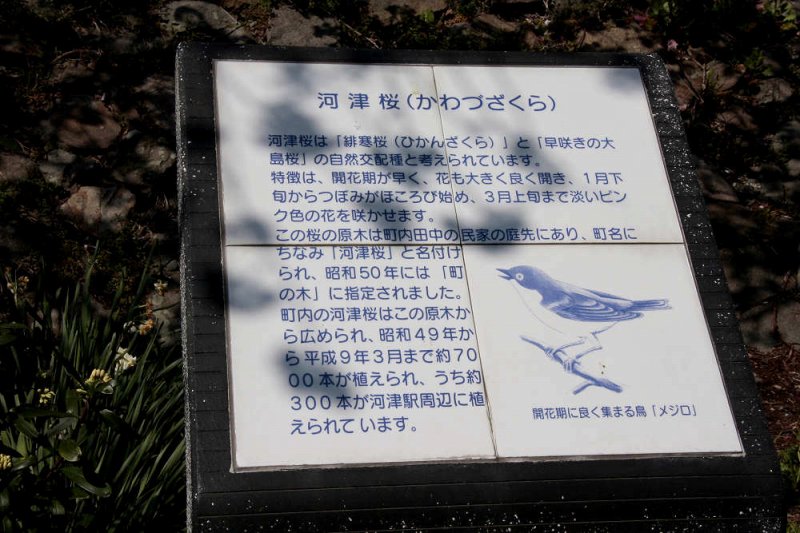 河津桜(かわづざくら)
河津桜は「緋寒桜(ひかんざくら)」と「早咲きの大
島桜」の自然交配種と考えられています。
特徴は、開花期が早く、花も大きく良く開き、1月下
旬からつぼみがほころび始め、3月上旬まで淡いピン
ク色の花を咲かせます。
この桜の原木は町内田中の民家の庭先にあり、町名に
ちなみ「河津桜」と名付け
られ、昭和50年には「町
の木」に指定されました。
町内の河津桜はこの原木か
ら広められ、昭和49年か
ら平成9年3月まで約70
00本が植えられ、うち約
300本が河津駅周辺に植
えられています。
開花期に良く集まる鳥「メジロ」